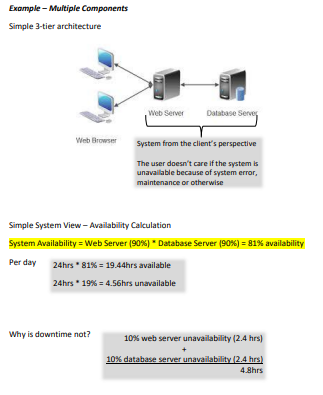 Example – Multiple Components
Simple 3-tier architecture
Web Server
Database Server
Web Browser
System from the client's perspective
The user doesn't care if the system is
unavailable because of system error,
maintenance or otherwise
Simple System View – Availability Calculation
System Availability = Web Server (90%) * Database Server (90%) = 81% availability
Per day
24hrs * 81% = 19.44hrs available
24hrs * 19% = 4.56hrs unavailable
Why is downtime not?
10% web server unavailability (2.4 hrs)
+
10% database server unavailability (2.4 hrs)
4.8hrs